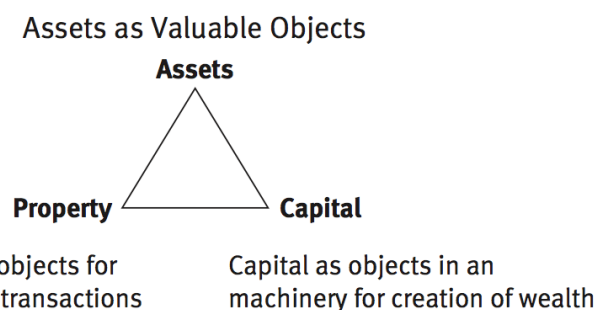 Assets as Valuable Objects
Assets
Property
Capital
objects for
transactions
Capital as objects in an
machinery for creation of wealth